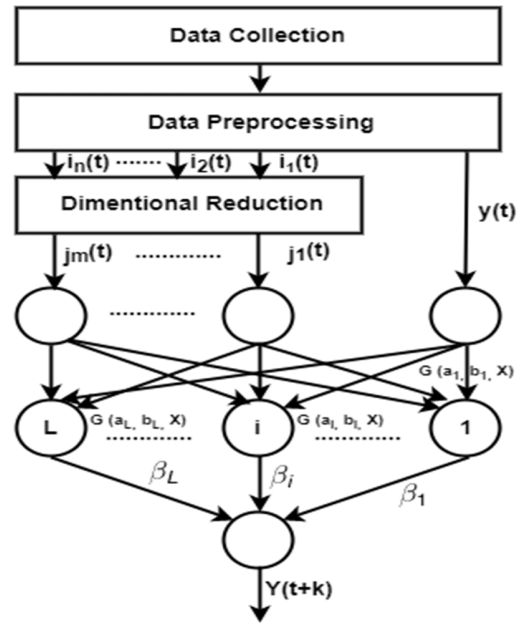 Data Collection
Data Preprocessing
in(t) ....... i2(t) i1(t)
Dimentional Reduction
y(t)
jm(t) ............. j1(t)
.............
G (a1, b1, X)
L G (aL, bL, X) i G (aI, bI, X) 1
............. .............
βL βi β1
Y(t+k)